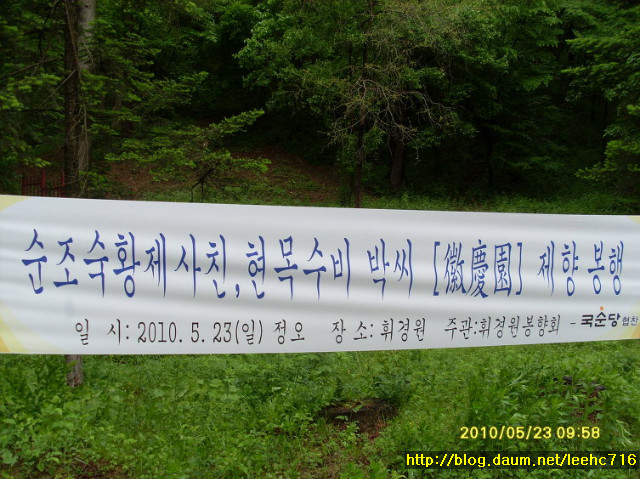 순조숙황제사친,현목수비 박씨 [徽慶園] 제향봉행
일 시: 2010. 5. 23(일) 정오 장 소: 휘경원 주관:휘경원봉향회 - 국순당 협찬
2010/05/23 09:58
http://blog.daum.net/leehc716